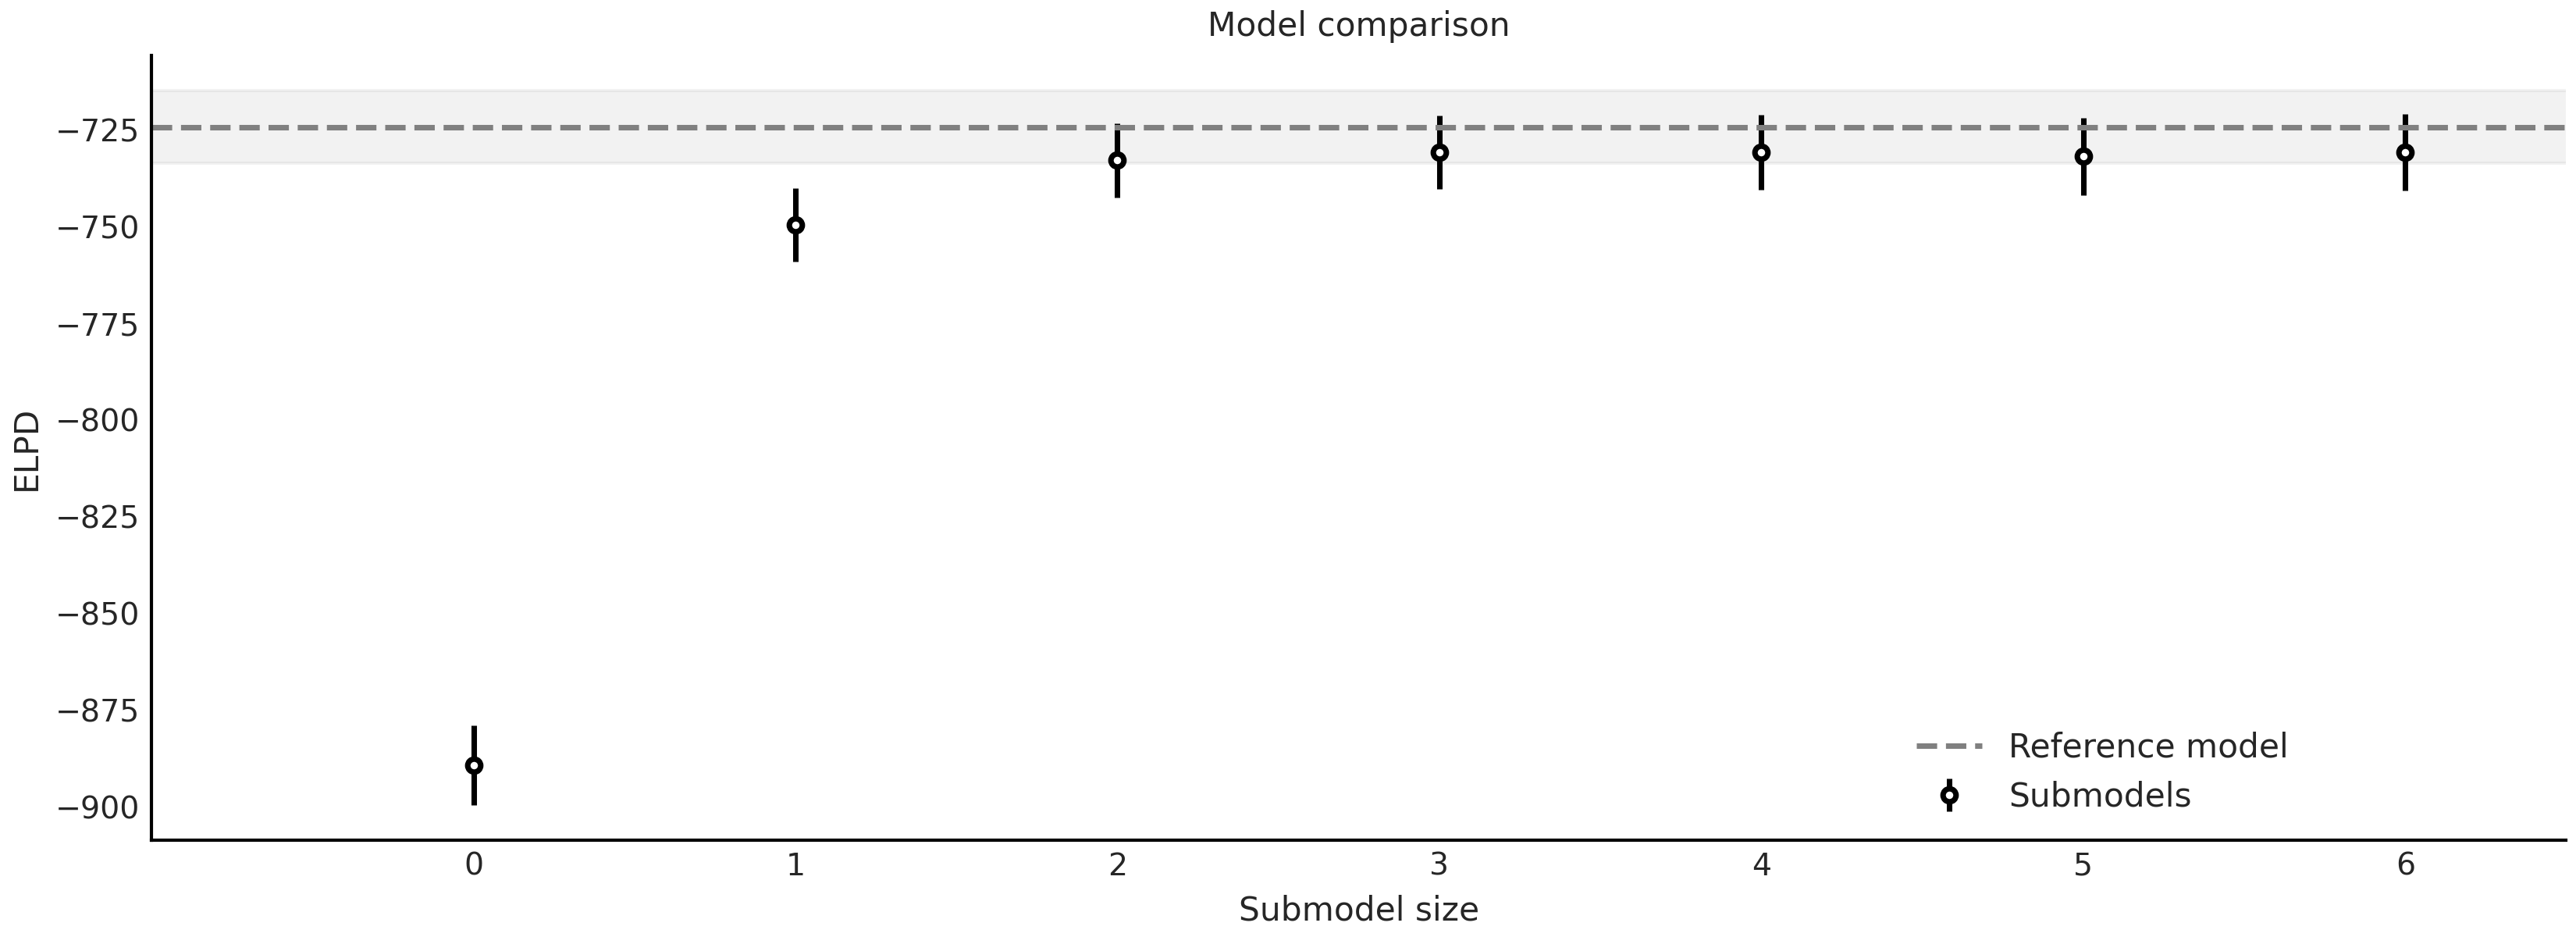 Model comparison
−725
−750
−775
−800
−825
−850
−875
−900
ELPD
Reference model
Submodels
0 1 2 3 4 5 6
Submodel size